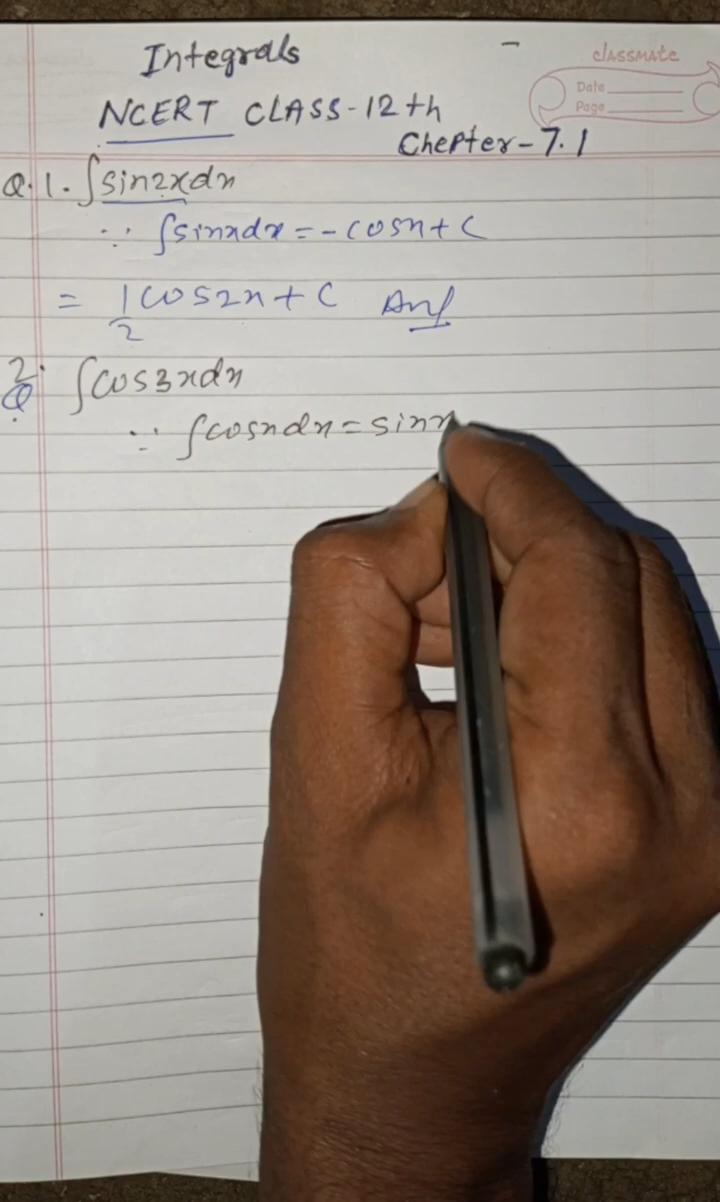 Integrals
classmate
Date
Page
NCERT CLASS-12th
Chepter-7.1
Q.1. ∫sin2xdx
∵ ∫sinxdx = -cosx+c
= 1/2 cos2x + c Ans
Q.2. ∫cos3xdx
∵ ∫cosxdx = sinx